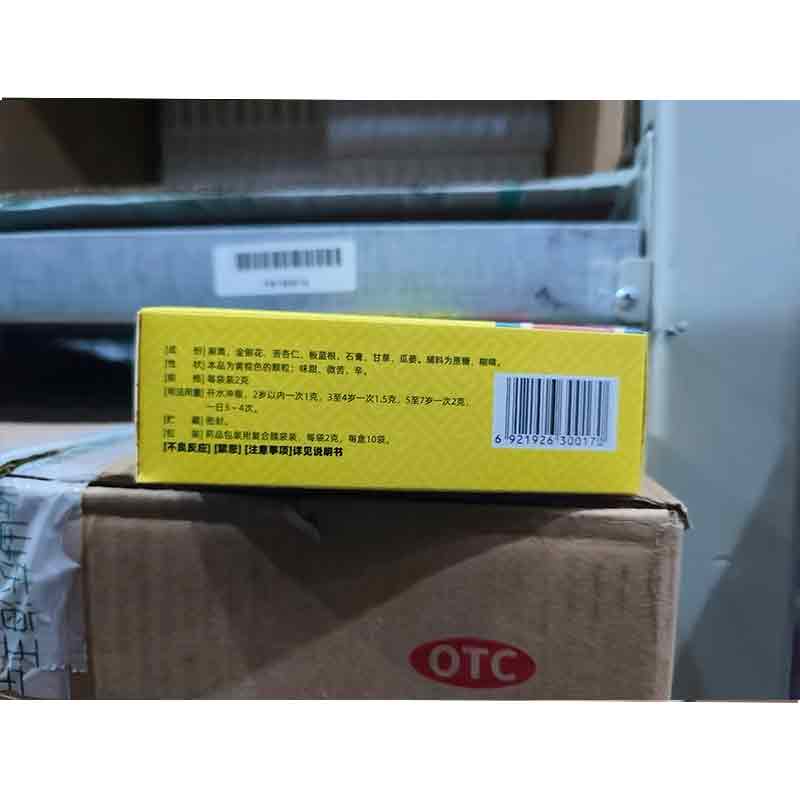 [成 份] 麻黄、金银花、苦杏仁、板蓝根、石膏、甘草、瓜蒌。辅料为蔗糖、糊精。
[性 状] 本品为黄棕色的颗粒；味甜、微苦、辛。
[规 格] 每袋装2克
[用法用量] 开水冲服，2岁以内一次1克，3至4岁一次1.5克，5至7岁一次2克，
一日3~4次。
[贮 藏] 密封。
[包 装] 药品包装用复合膜袋装，每袋2克，每盒10袋。
[不良反应] [禁忌] [注意事项]详见说明书
6 921926 300170
OTC